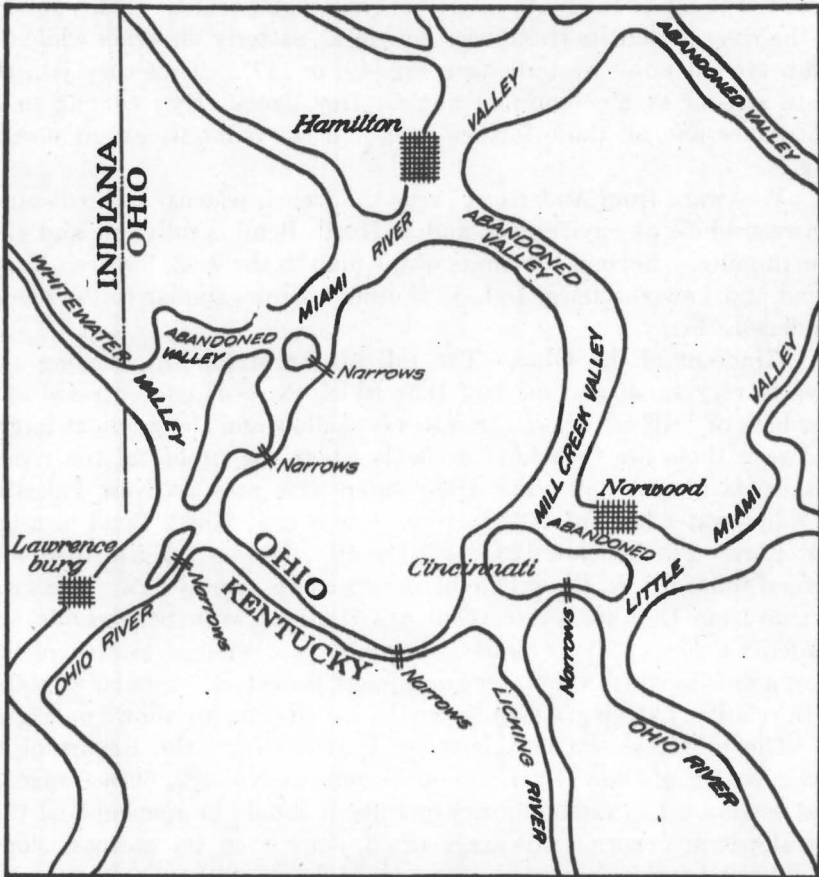 ABANDONED VALLEY
VALLEY
Hamilton
INDIANA
OHIO
ABANDONED
VALLEY
MIAMI RIVER
WHITEWATER
VALLEY
ABANDONED
VALLEY
Narrows
Narrows
MILL CREEK VALLEY
VALLEY
MIAMI
LITTLE
Norwood
ABANDONED
Lawrence
burg
Narrows
OHIO
KENTUCKY
Cincinnati
Narrows
OHIO RIVER
Narrows
LICHING RIVER
OHIO RIVER